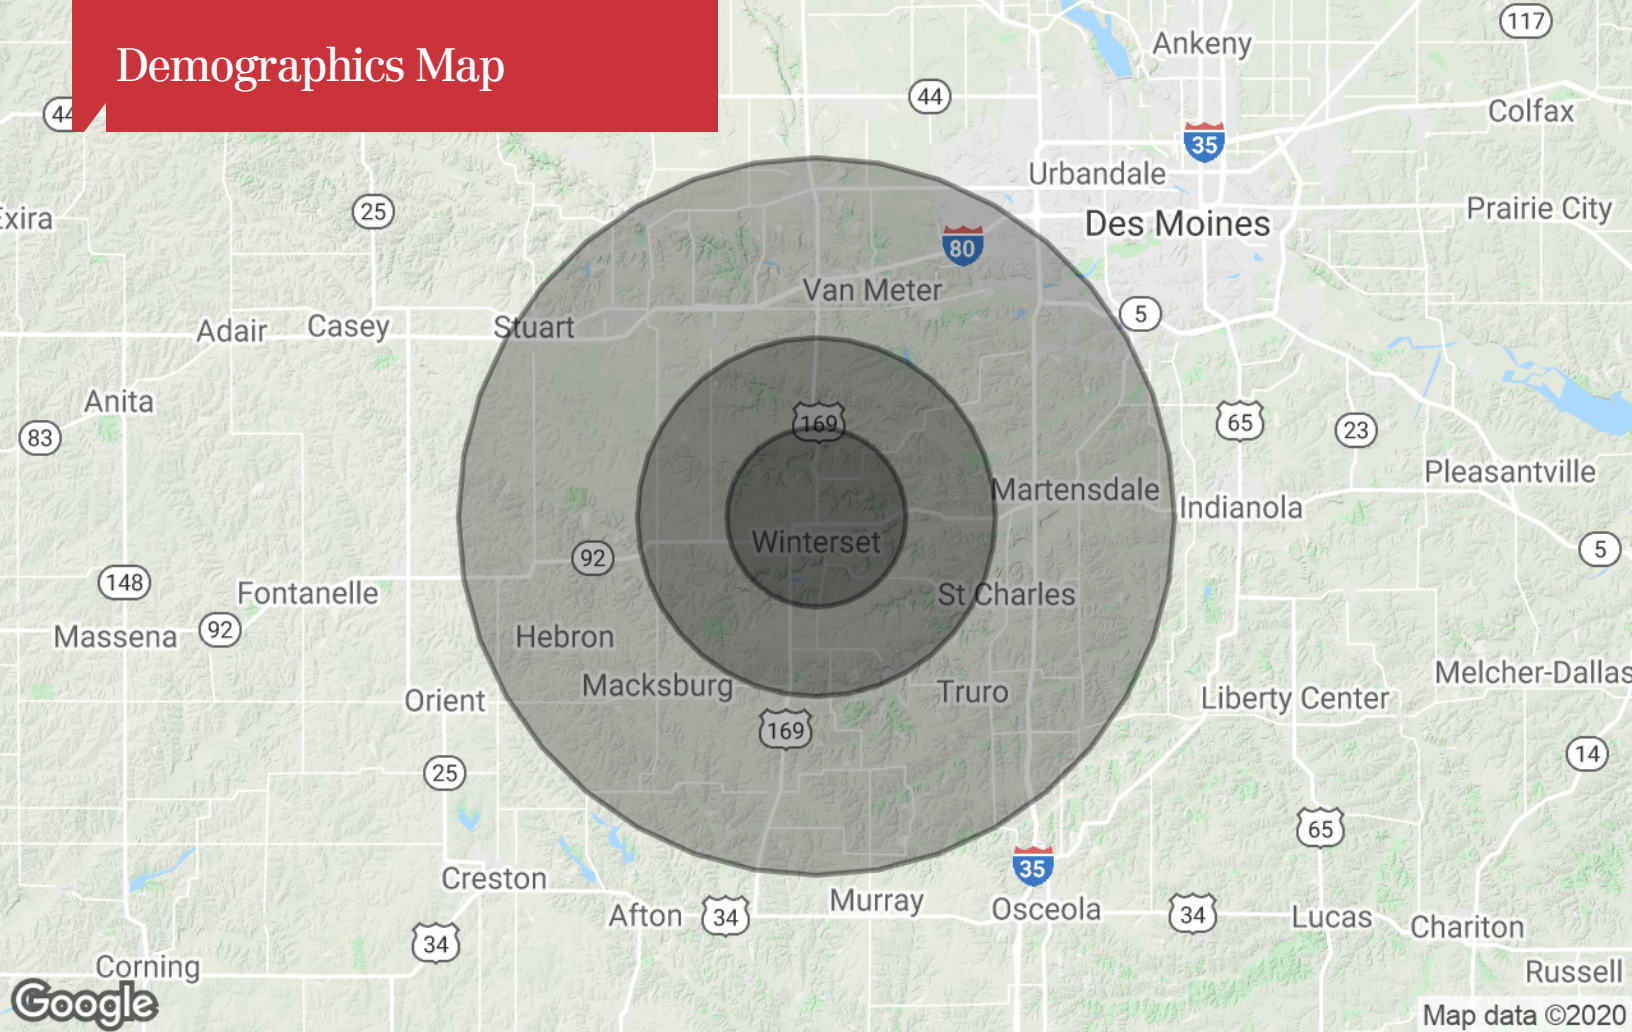 Demographics Map
117
Ankeny
44
44
Colfax
35
Urbandale
25
Exira
Prairie City
Des Moines
80
Van Meter
5
Adair
Casey
Stuart
Anita
169
65
23
83
Pleasantville
Martensdale
Indianola
Winterset
92
5
148
Fontanelle
St Charles
92
Massena
Hebron
Melcher-Dallas
Macksburg
Truro
Orient
Liberty Center
169
14
25
65
35
Creston
Murray
Osceola
Afton
34
34
Lucas
Chariton
34
Corning
Russell
Google
Map data ©2020